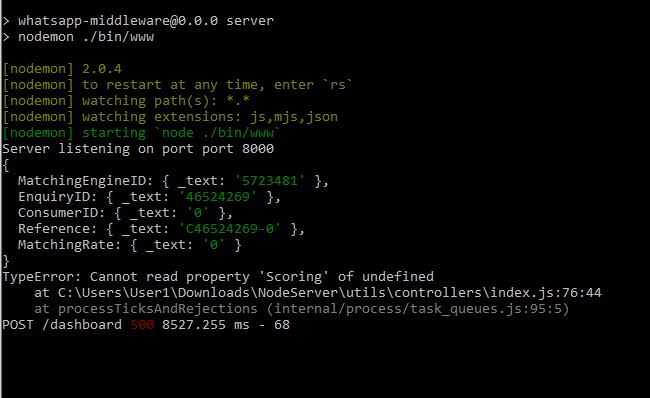 > whatsapp-middleware@0.0.0 server
> nodemon ./bin/www
[nodemon] 2.0.4
[nodemon] to restart at any time, enter `rs`
[nodemon] watching path(s): *.*
[nodemon] watching extensions: js,mjs,json
[nodemon] starting `node ./bin/www`
Server listening on port port 8000
{
  MatchingEngineID: { _text: '5723481' },
  EnquiryID: { _text: '46524269' },
  ConsumerID: { _text: '0' },
  Reference: { _text: 'C46524269-0' },
  MatchingRate: { _text: '0' }
}
TypeError: Cannot read property 'Scoring' of undefined
    at C:\Users\User1\Downloads\NodeServer\utils\controllers\index.js:76:44
    at processTicksAndRejections (internal/process/task_queues.js:95:5)
POST /dashboard 500 8527.255 ms - 68